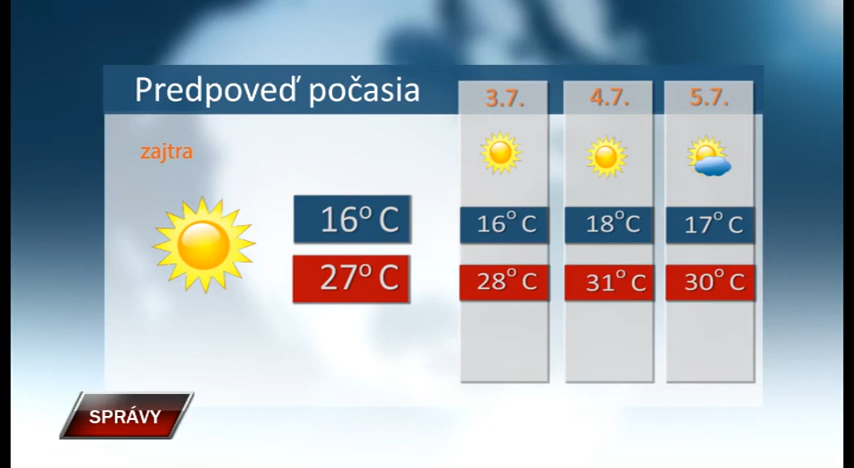 Predpoveď počasia
zajtra
16° C
27° C
3.7.
16° C
28° C
4.7.
18°C
31° C
5.7.
17° C
30° C
SPRÁVY